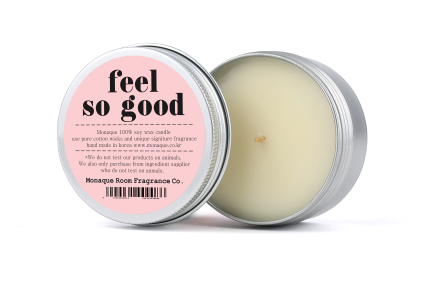 feel
so good
Monaque 100% soy wax candle
use pure cotton wicks and unique signiture fragrance
hand made in korea www.monaque.co.kr
*We do not test our products on animals.
We also only purchase from ingredient supplier
who do not test on animals.
Monaque Room Fragrance Co.